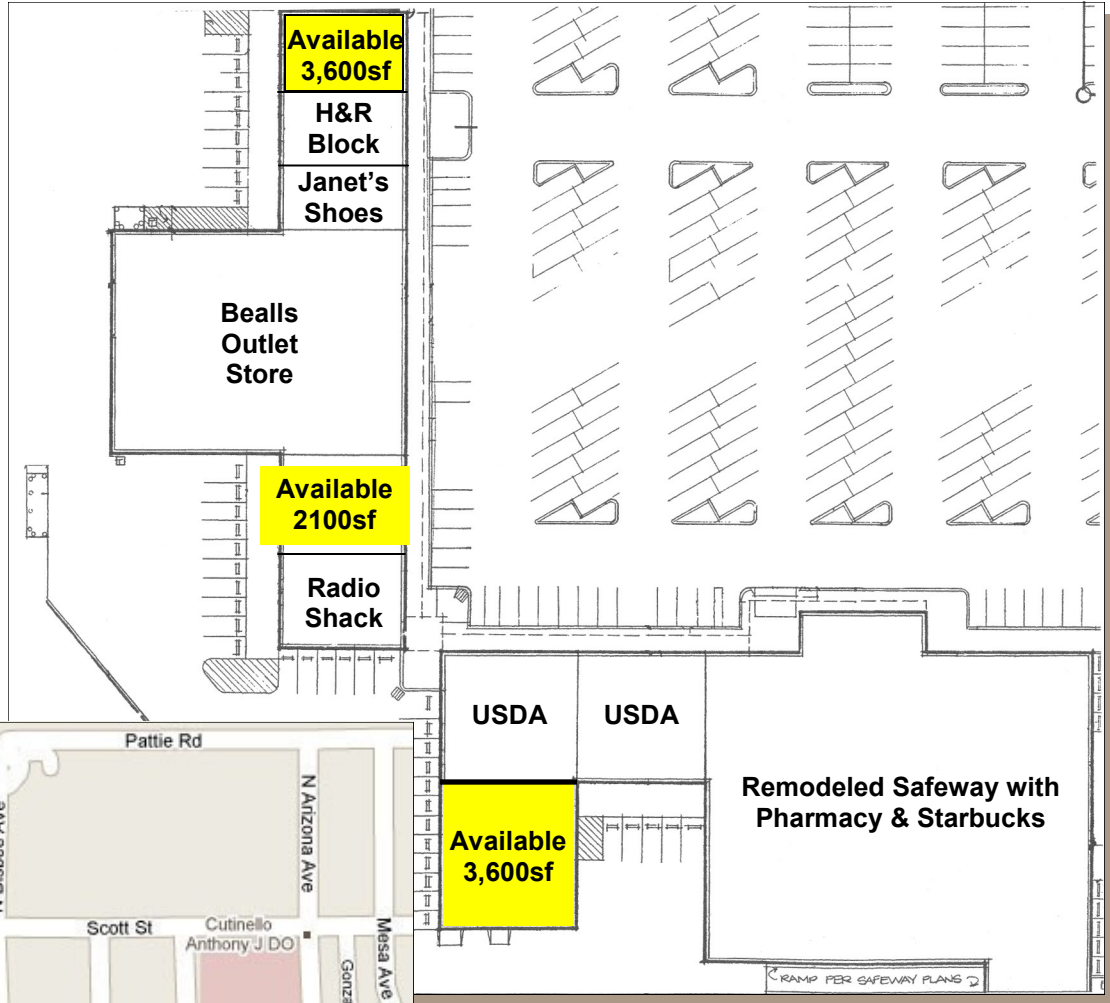 Available
3,600sf
H&R
Block
Janet's
Shoes
Bealls
Outlet
Store
Available
2100sf
Radio
Shack
USDA
USDA
Remodeled Safeway with
Pharmacy & Starbucks
Available
3,600sf
RAMP PER SAFEWAY PLANS
Pattie Rd
N Arizona Ave
Scott St
Cutinello
Anthony J DO
Mesa Ave